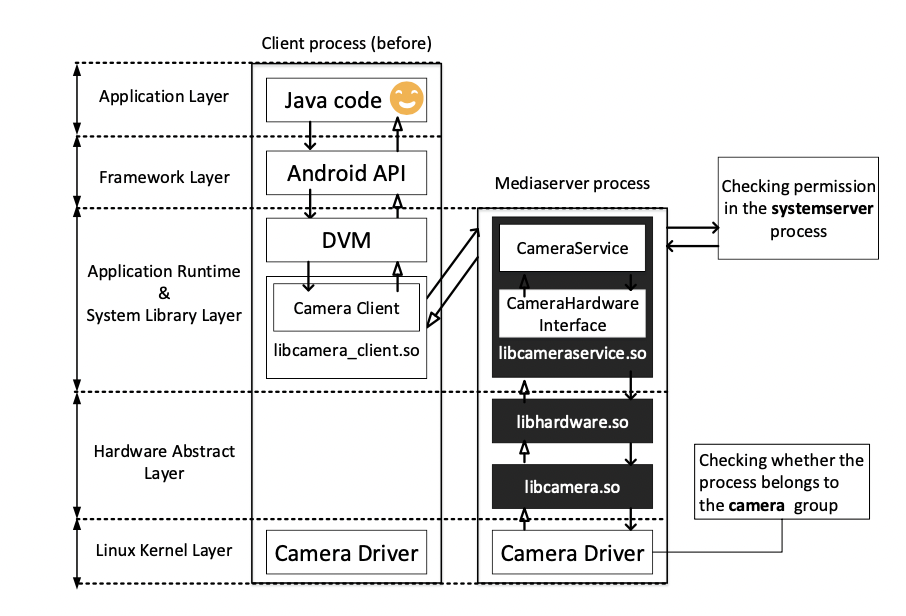 Client process (before)
Application Layer
Java code
Framework Layer
Android API
Application Runtime
&
System Library Layer
DVM
Camera Client
libcamera_client.so
Hardware Abstract
Layer
Linux Kernel Layer
Camera Driver
Mediaserver process
CameraService
CameraHardware
Interface
libcameraservice.so
libhardware.so
libcamera.so
Camera Driver
Checking permission
in the systemserver
process
Checking whether the
process belongs to
the camera group